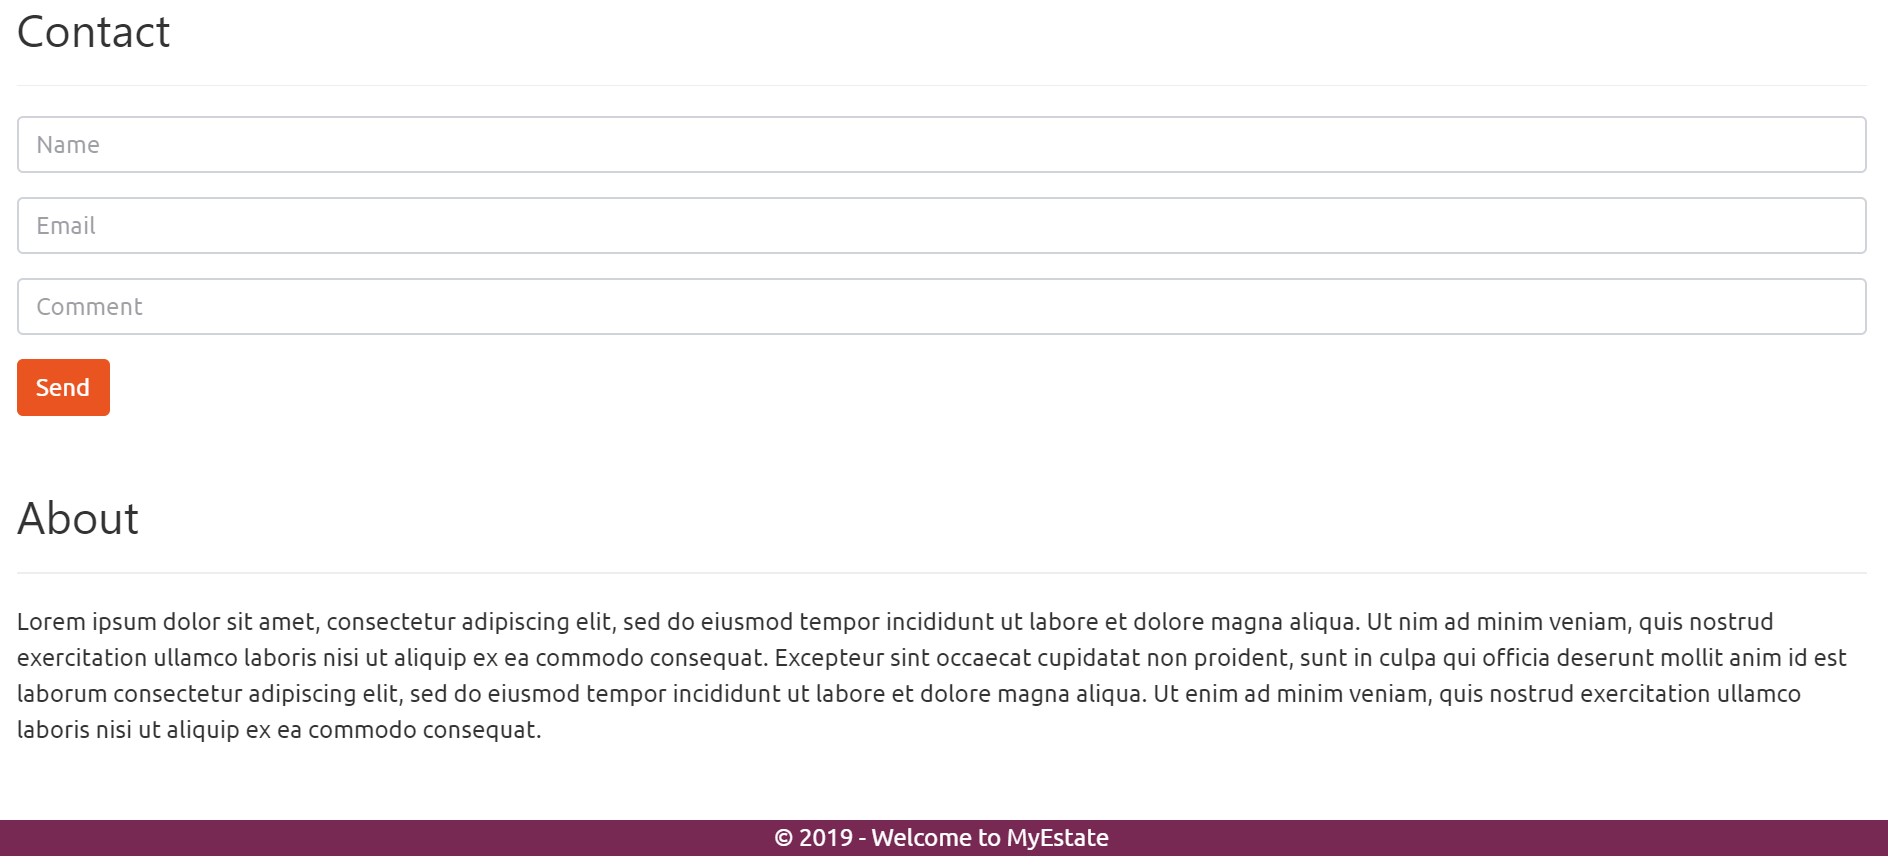 Contact
Name
Email
Comment
Send
About
Lorem ipsum dolor sit amet, consectetur adipiscing elit, sed do eiusmod tempor incididunt ut labore et dolore magna aliqua. Ut nim ad minim veniam, quis nostrud
exercitation ullamco laboris nisi ut aliquip ex ea commodo consequat. Excepteur sint occaecat cupidatat non proident, sunt in culpa qui officia deserunt mollit anim id est
laborum consectetur adipiscing elit, sed do eiusmod tempor incididunt ut labore et dolore magna aliqua. Ut enim ad minim veniam, quis nostrud exercitation ullamco
laboris nisi ut aliquip ex ea commodo consequat.
© 2019 - Welcome to MyEstate